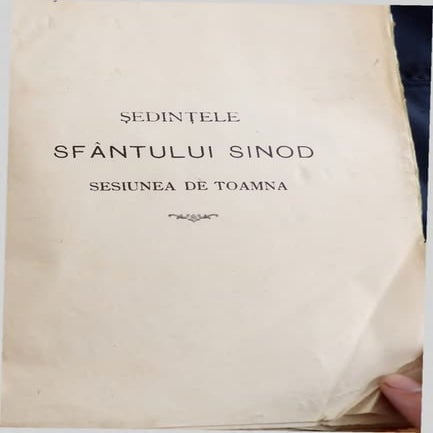 ȘEDINȚELE
SFÂNTULUI SINOD
SESIUNEA DE TOAMNA